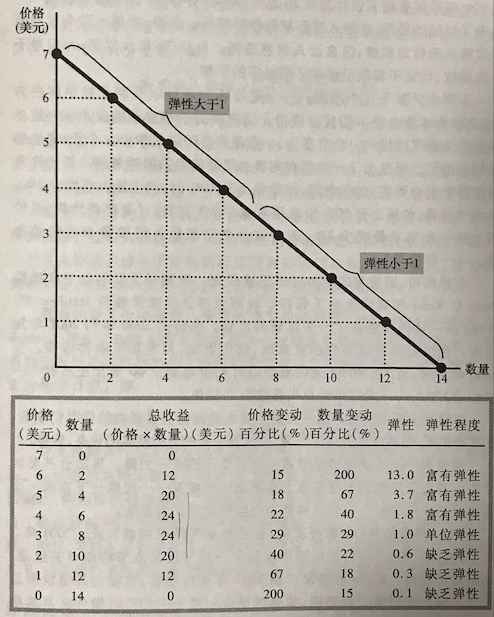 价格
(美元)
7
6
弹性大于1
5
4
3
弹性小于1
2
1
0 2 4 6 8 10 12 14 数量
价格 数量 总收益 价格变动 数量变动 弹性 弹性程度
(美元) (价格×数量)(美元) 百分比(%) 百分比(%)
7 0 0
6 2 12 15 200 13.0 富有弹性
5 4 20 18 67 3.7 富有弹性
4 6 24 22 40 1.8 富有弹性
3 8 24 29 29 1.0 单位弹性
2 10 20 40 22 0.6 缺乏弹性
1 12 12 67 18 0.3 缺乏弹性
0 14 0 200 15 0.1 缺乏弹性